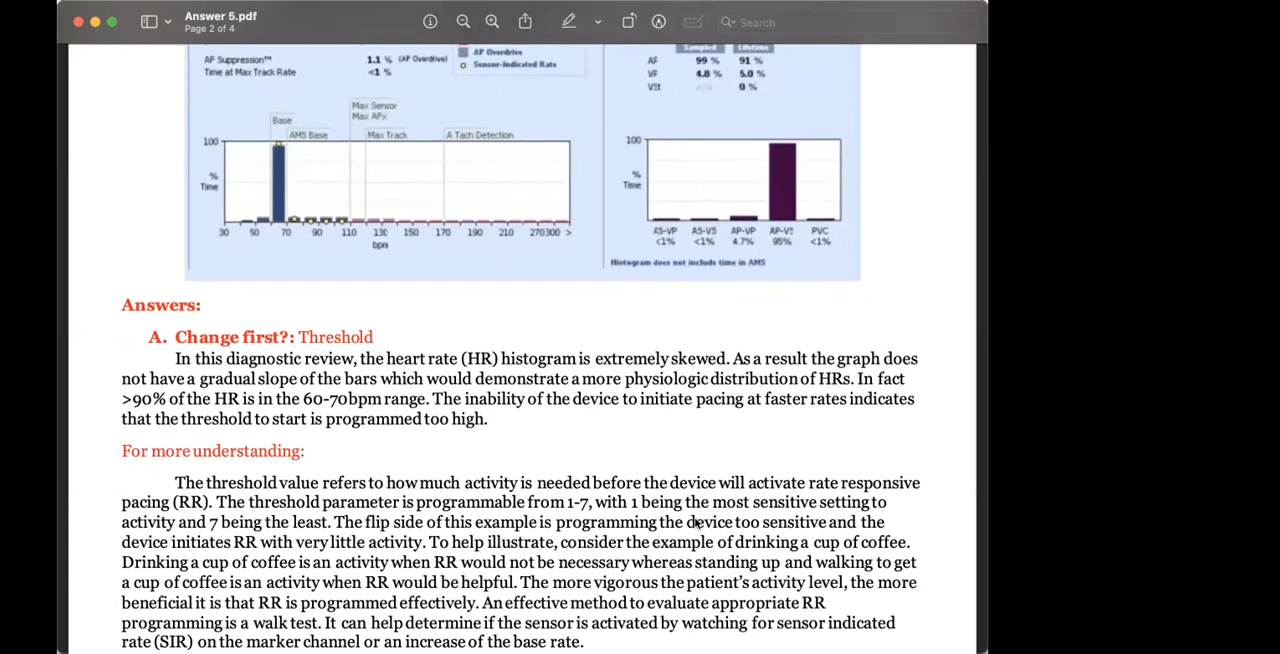 Answer 5.pdf
Page 2 of 4
Search
AF Suppression™ 1.1 % (AP Overdrive)
Time at Max Track Rate <1 %
AP Overdrive
Sensor-Indicated Rate
Sampled Lifetime
AF 99 % 91 %
VF 4.8 % 5.0 %
0 %
Max Sensor
Max AFx
Base
AMS Base Max Track A Tach Detection
100
%
Time
30 50 70 90 110 130 150 170 190 210 270300 >
bpm
100
%
Time
AS-VP AS-VS AP-VP AP-VS PVC
<1% <1% 4.7% 95% <1%
Histogram does not include time in AMS
Answers:
A. Change first?: Threshold
In this diagnostic review, the heart rate (HR) histogram is extremely skewed. As a result the graph does
not have a gradual slope of the bars which would demonstrate a more physiologic distribution of HRs. In fact
>90% of the HR is in the 60-70bpm range. The inability of the device to initiate pacing at faster rates indicates
that the threshold to start is programmed too high.
For more understanding:
The threshold value refers to how much activity is needed before the device will activate rate responsive
pacing (RR). The threshold parameter is programmable from 1-7, with 1 being the most sensitive setting to
activity and 7 being the least. The flip side of this example is programming the device too sensitive and the
device initiates RR with very little activity. To help illustrate, consider the example of drinking a cup of coffee.
Drinking a cup of coffee is an activity when RR would not be necessary whereas standing up and walking to get
a cup of coffee is an activity when RR would be helpful. The more vigorous the patient's activity level, the more
beneficial it is that RR is programmed effectively. An effective method to evaluate appropriate RR
programming is a walk test. It can help determine if the sensor is activated by watching for sensor indicated
rate (SIR) on the marker channel or an increase of the base rate.